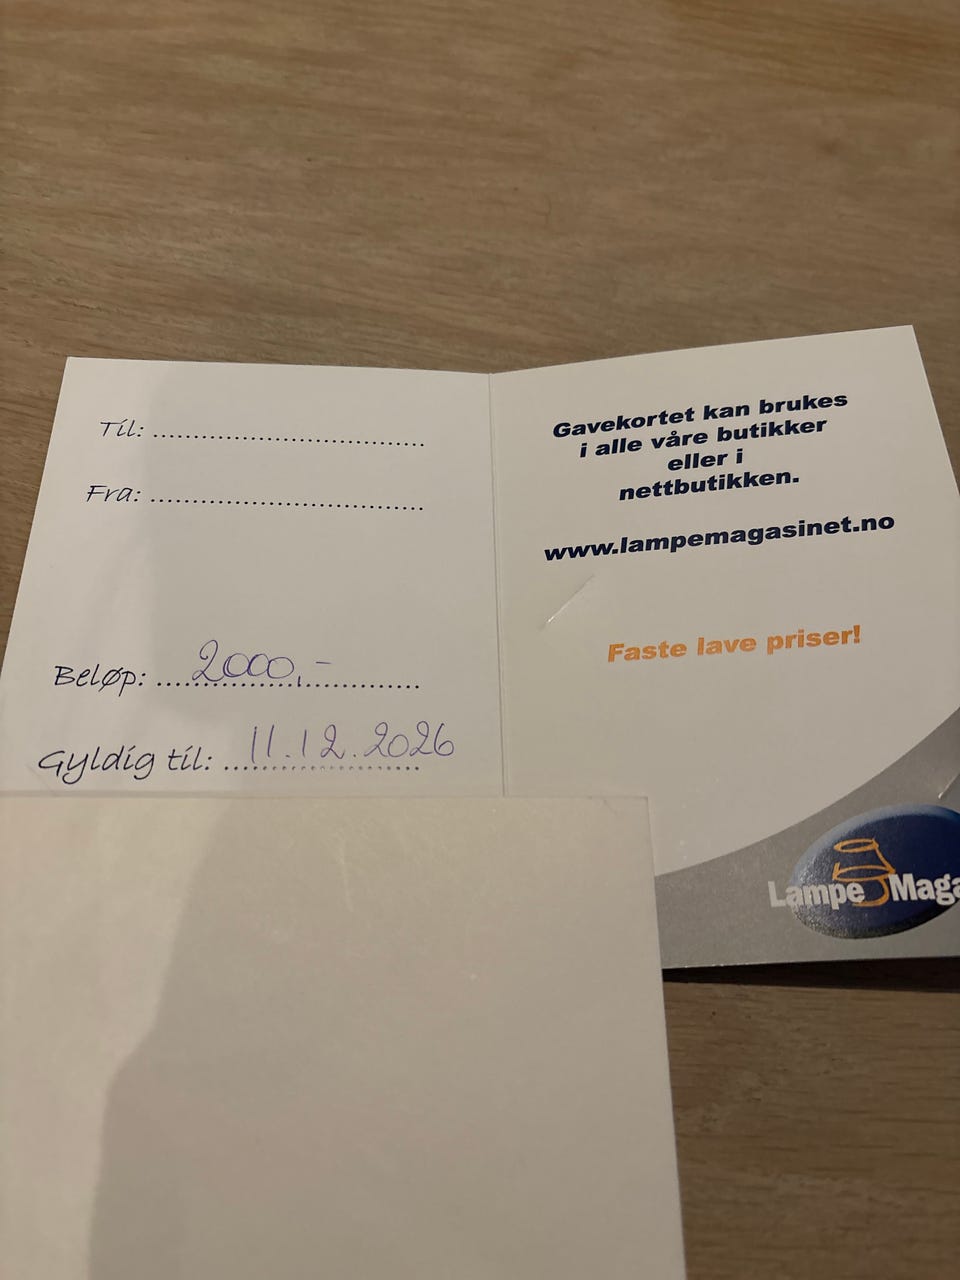 Til: ..................................
Fra: ..................................
Beløp: 2000,-
Gyldig til: 11.12.2026
Gavekortet kan brukes
i alle våre butikker
eller i
nettbutikken.
www.lampemagasinet.no
Faste lave priser!
Lampe Maga